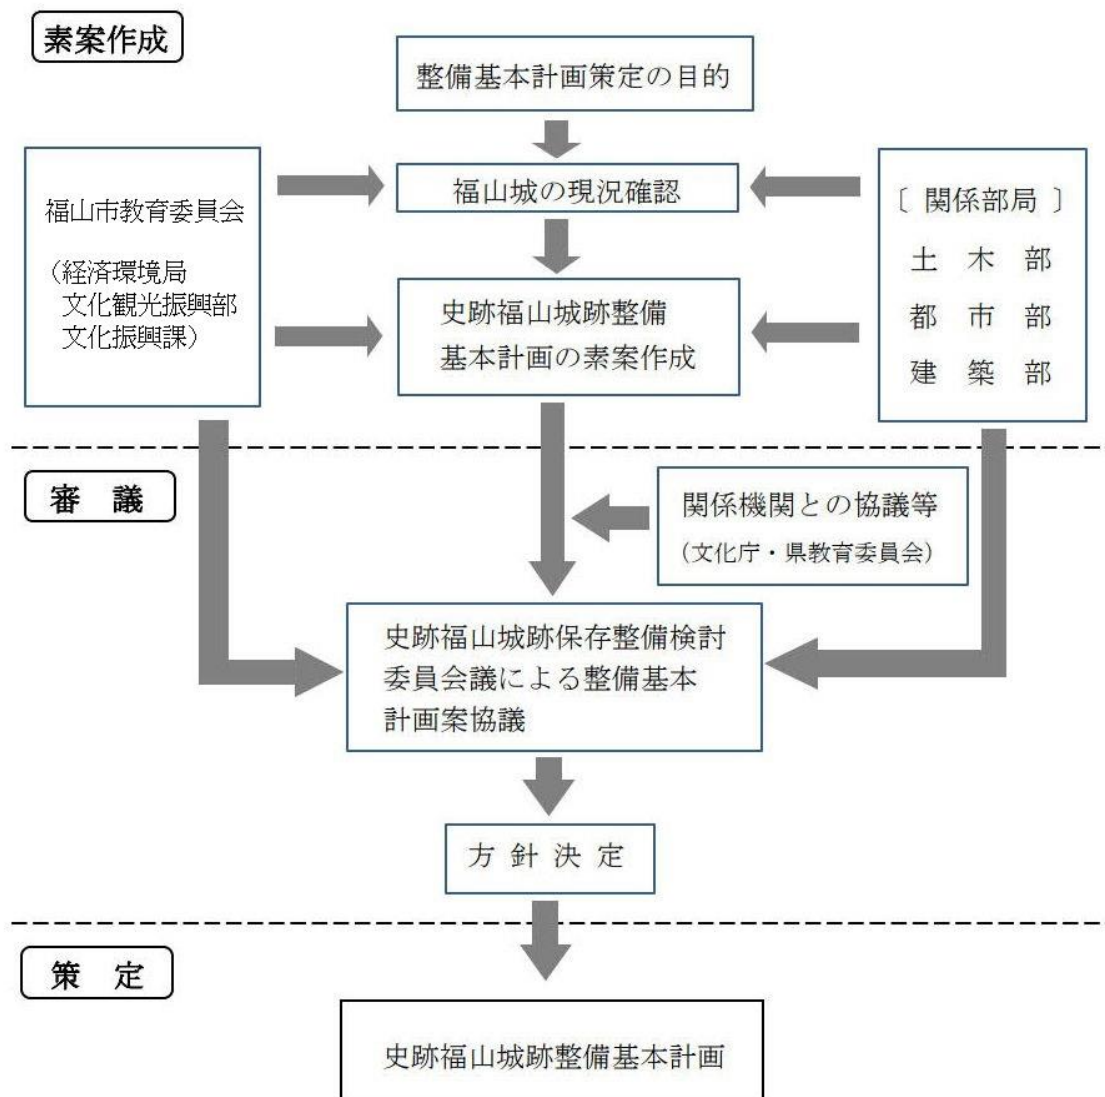 素案作成
整備基本計画策定の目的
福山城の現況確認
福山市教育委員会
（経済環境局
文化観光振興部
文化振興課）
史跡福山城跡整備
基本計画の素案作成
〔 関係部局 〕
土　木　部
都　市　部
建　築　部
審　議
関係機関との協議等
（文化庁・県教育委員会）
史跡福山城跡保存整備検討
委員会議による整備基本
計画案協議
方 針 決 定
策　定
史跡福山城跡整備基本計画